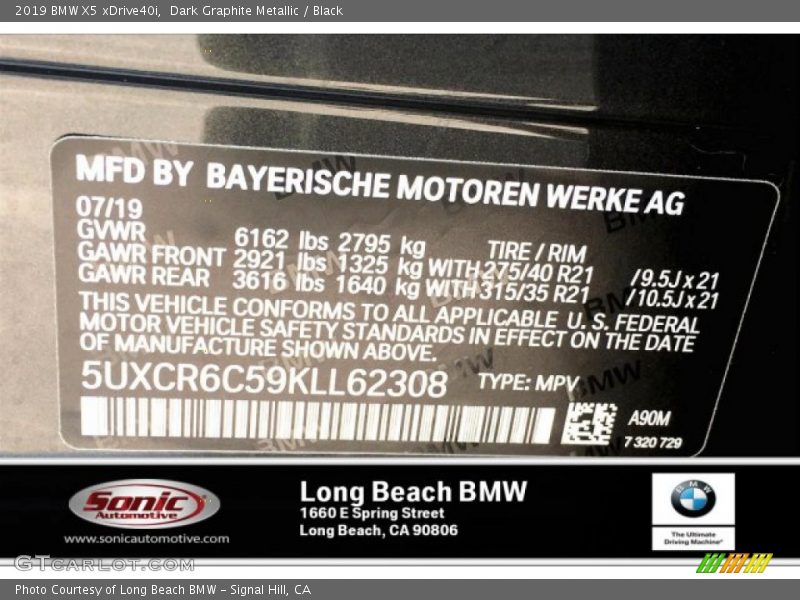 2019 BMW X5 xDrive40i,  Dark Graphite Metallic / Black
MFD BY BAYERISCHE MOTOREN WERKE AG
07/19
GVWR 6162 lbs 2795 kg TIRE / RIM
GAWR FRONT 2921 lbs 1325 kg WITH 275/40 R21 /9.5J x 21
GAWR REAR 3616 lbs 1640 kg WITH 315/35 R21 /10.5J x 21
THIS VEHICLE CONFORMS TO ALL APPLICABLE U. S. FEDERAL
MOTOR VEHICLE SAFETY STANDARDS IN EFFECT ON THE DATE
OF MANUFACTURE SHOWN ABOVE.
5UXCR6C59KLL62308 TYPE: MPV
A90M
7 320 729
Sonic
Automotive
www.sonicautomotive.com
Long Beach BMW
1660 E Spring Street
Long Beach, CA 90806
BMW
The Ultimate
Driving Machine®
GTCarLot.com
Photo Courtesy of Long Beach BMW – Signal Hill, CA